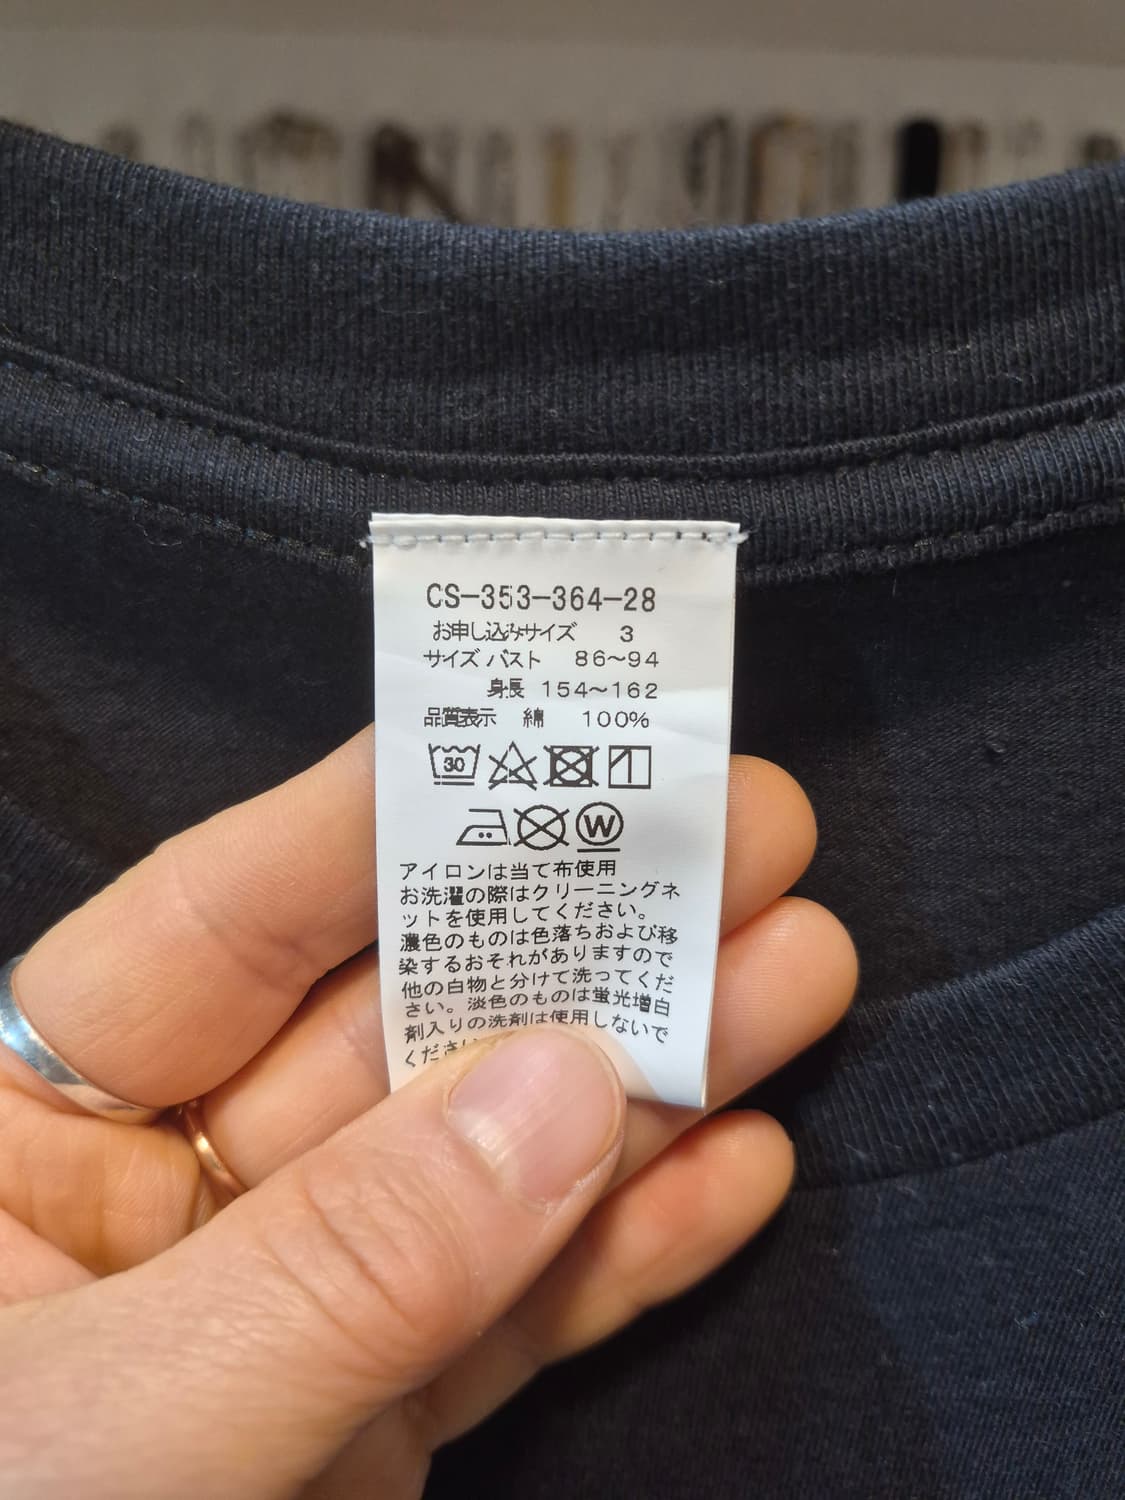 CS-353-364-28
お申し込みサイズ 3
サイズ バスト 86~94
身長 154~162
品質表示 綿 100%
30
W
アイロンは当て布使用
お洗濯の際はクリーニングネ
ットを使用してください。
濃色のものは色落ちおよび移
染するおそれがありますので
他の白物と分けて洗ってくだ
さい。淡色のものは蛍光増白
剤入りの洗剤は使用しないで
くださ